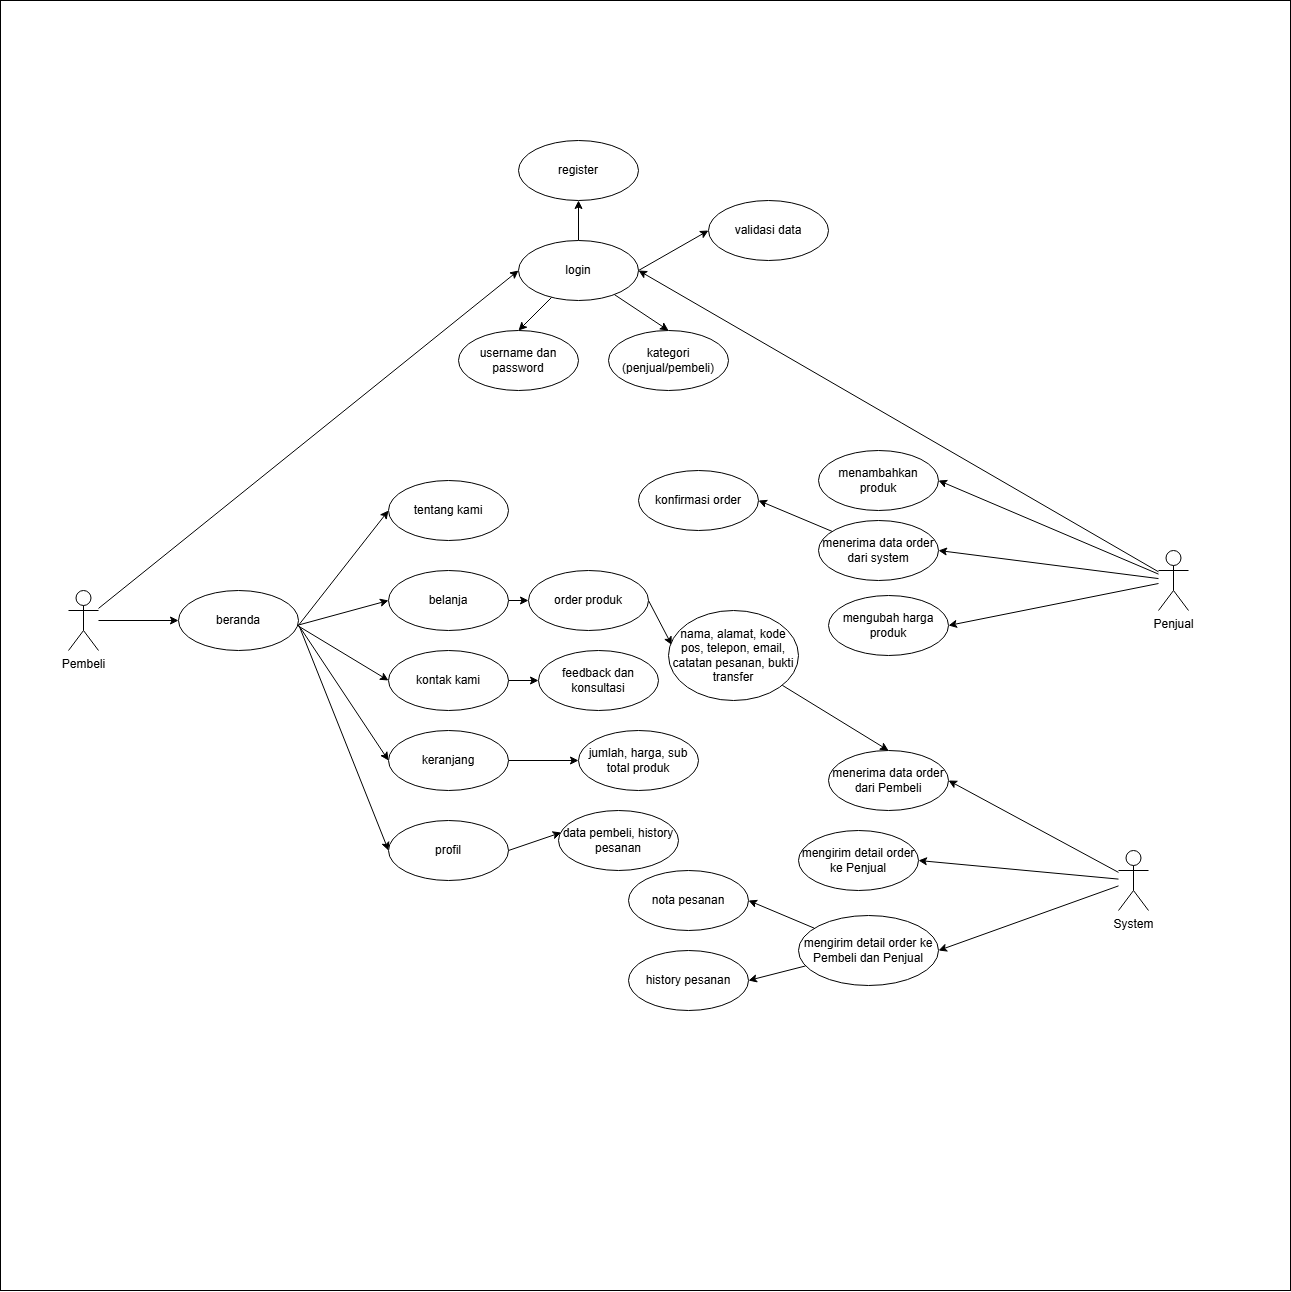 register
validasi data
login
username dan
password
kategori
(penjual/pembeli)
menambahkan
produk
konfirmasi order
tentang kami
menerima data order
dari system
belanja
order produk
beranda
mengubah harga
produk
Penjual
Pembeli
nama, alamat, kode
pos, telepon, email,
catatan pesanan, bukti
transfer
kontak kami
feedback dan
konsultasi
keranjang
jumlah, harga, sub
total produk
menerima data order
dari Pembeli
profil
data pembeli, history
pesanan
mengirim detail order
ke Penjual
nota pesanan
System
mengirim detail order ke
Pembeli dan Penjual
history pesanan